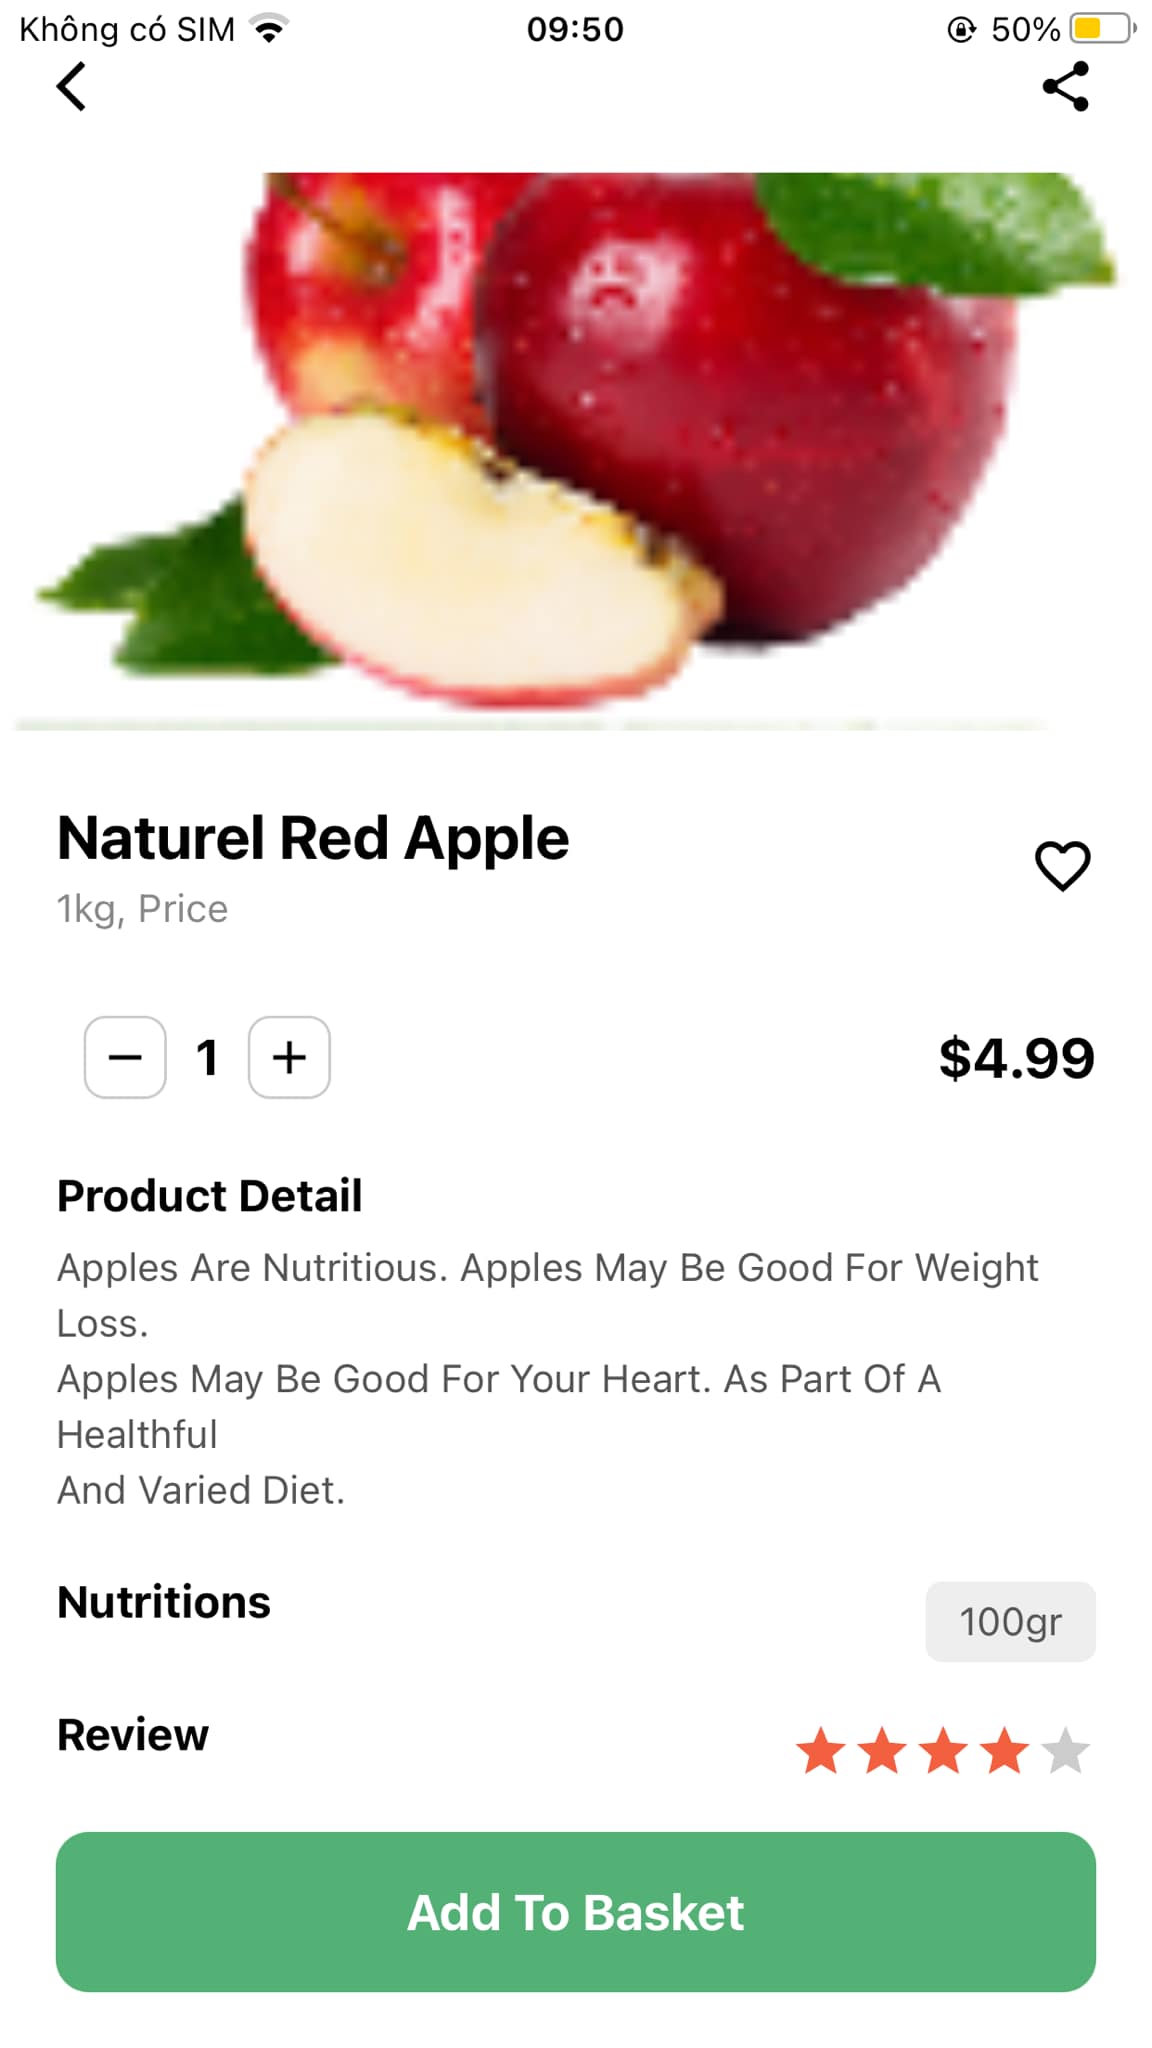 Không có SIM 09:50 50%
Naturel Red Apple
1kg, Price
1 $4.99
Product Detail
Apples Are Nutritious. Apples May Be Good For Weight
Loss.
Apples May Be Good For Your Heart. As Part Of A
Healthful
And Varied Diet.
Nutritions 100gr
Review
Add To Basket